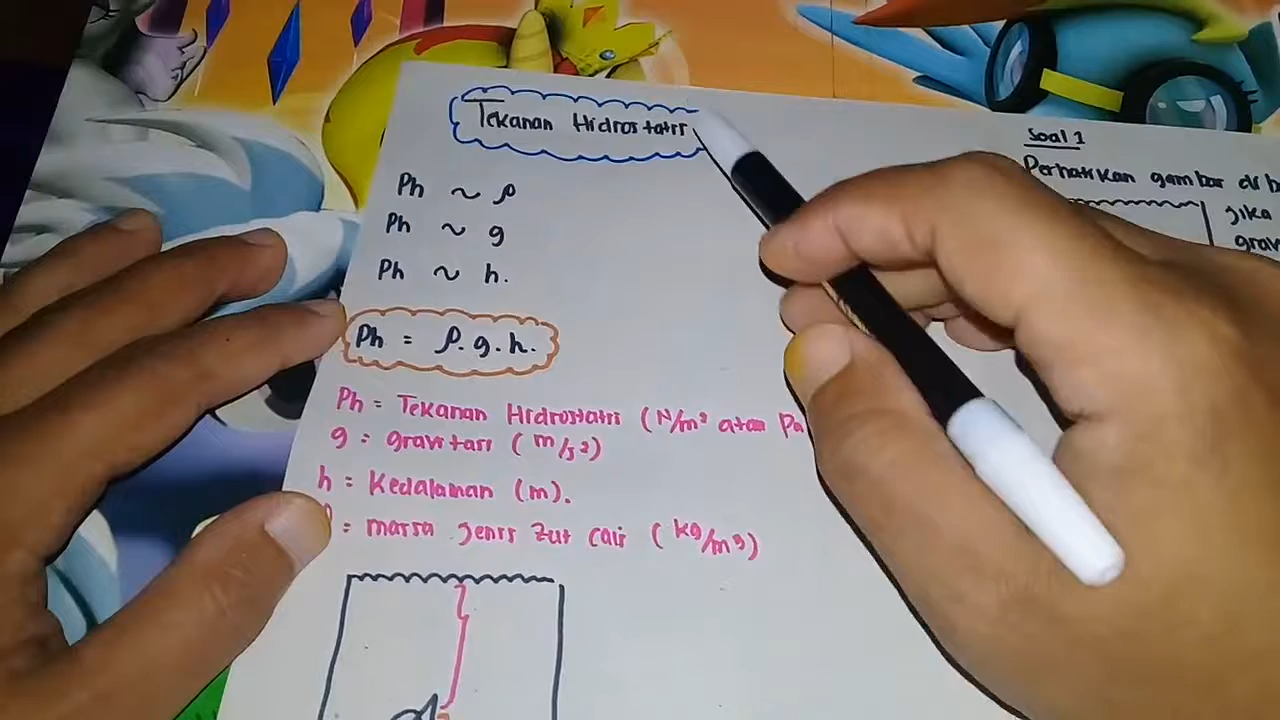 Tekanan Hidrostatis
Ph ~ ρ
Ph ~ g
Ph ~ h.
Ph = ρ.g.h.
Ph = Tekanan Hidrostatis (N/m² atau Pa
g = gravitasi (m/s²)
h = Kedalaman (m).
= massa jenis zat cair (kg/m³)
Soal 1
Perhatikan gambar di b
jika
grav